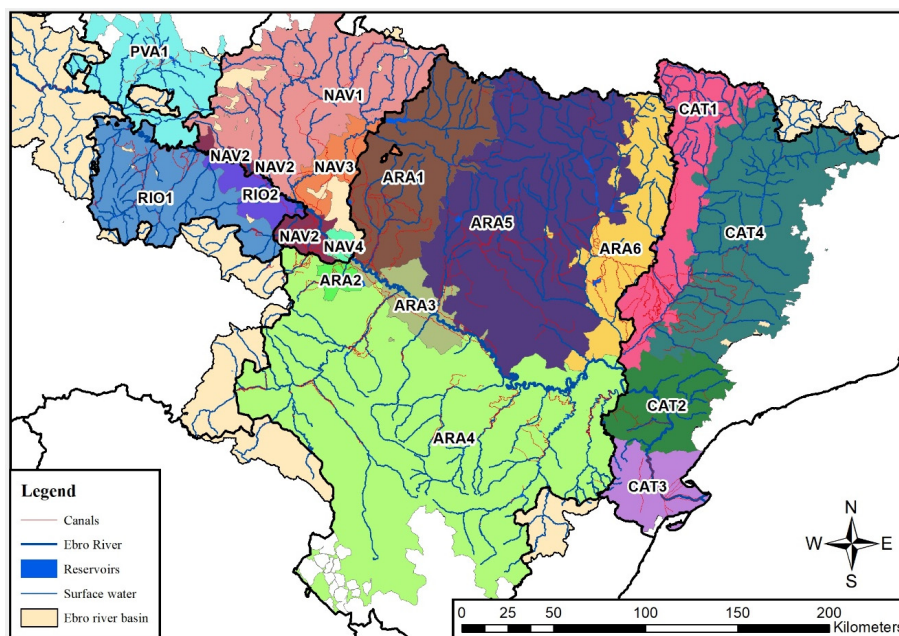 PVA1
NAV1
CAT1
NAV2
NAV2
NAV3
ARA1
RIO1
RIO2
ARA5
NAV2
NAV4
ARA6
CAT4
ARA2
ARA3
CAT2
ARA4
CAT3
Legend
Canals
Ebro River
Reservoirs
Surface water
Ebro river basin
N
W E
S
0 25 50 100 150 200
Kilometers